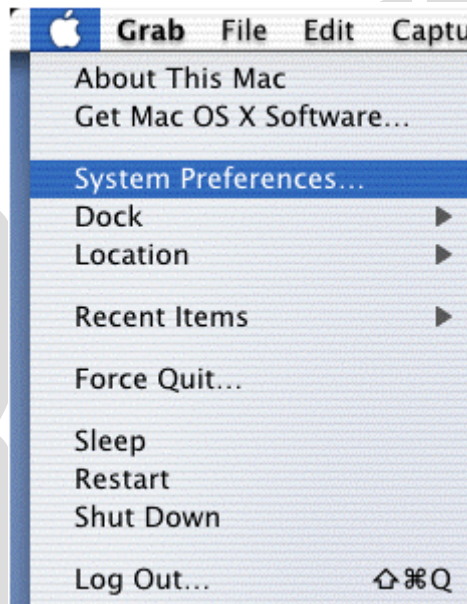 Grab File Edit Captu
About This Mac
Get Mac OS X Software...
System Preferences...
Dock
Location
Recent Items
Force Quit...
Sleep
Restart
Shut Down
Log Out... ⇧⌘Q